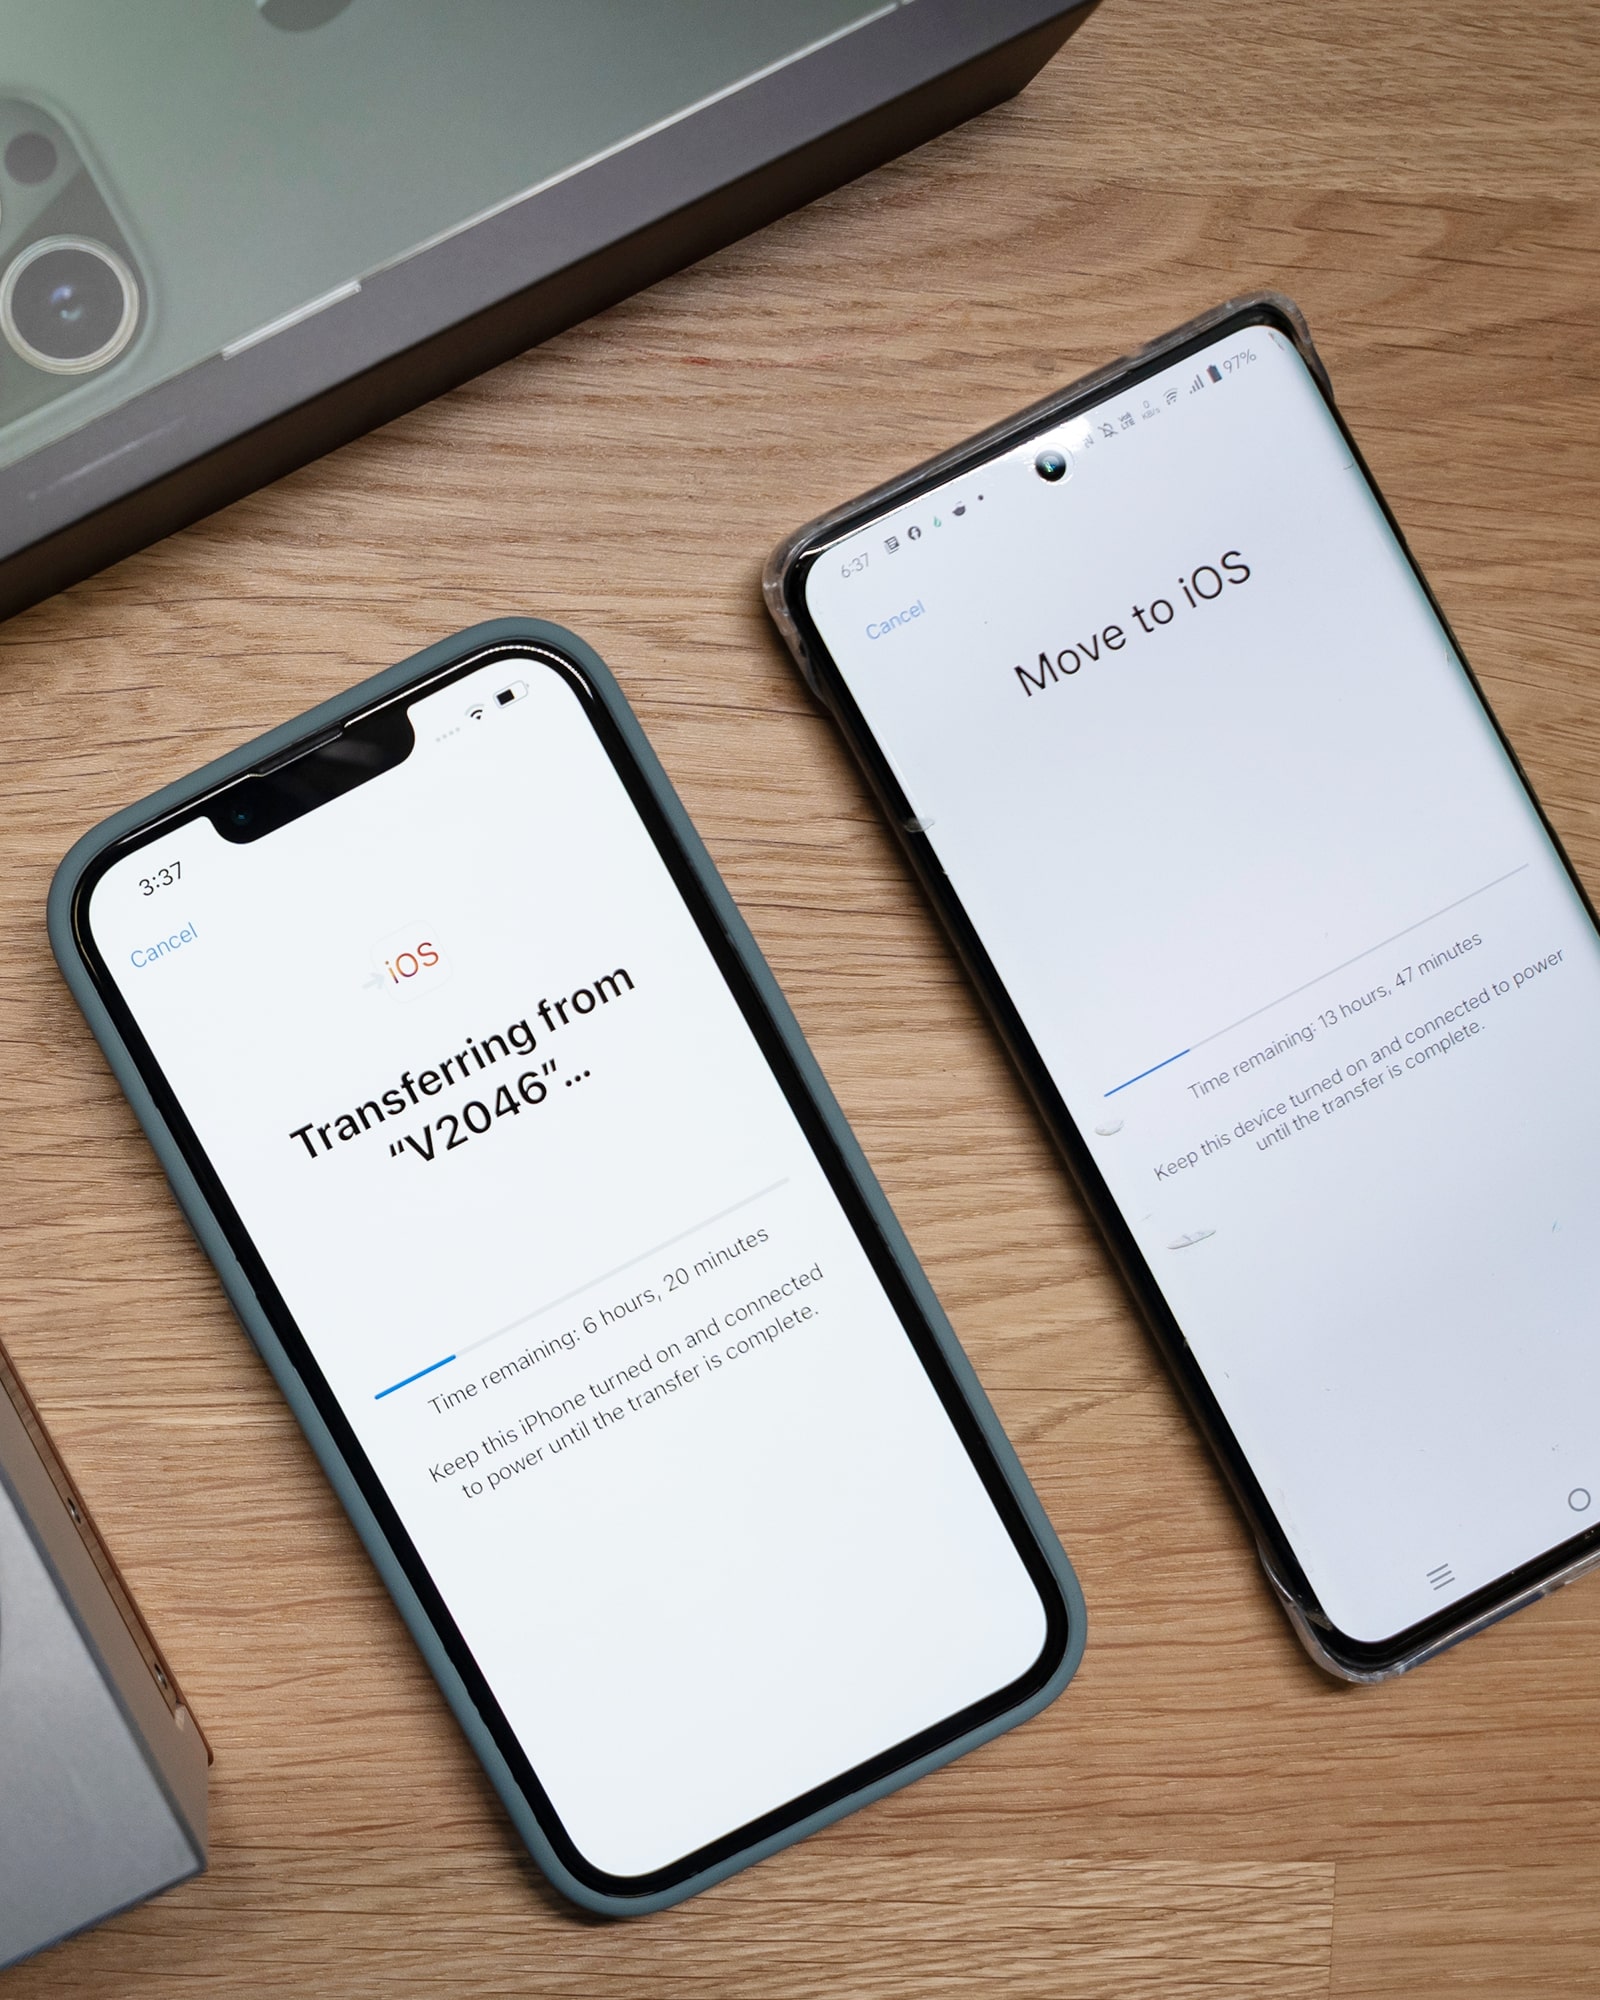 3:37
Cancel
iOS
Transferring from
“V2046”...
Time remaining: 6 hours, 20 minutes
Keep this iPhone turned on and connected
to power until the transfer is complete.
6:37
97%
Cancel
Move to iOS
Time remaining: 13 hours, 47 minutes
Keep this device turned on and connected to power
until the transfer is complete.